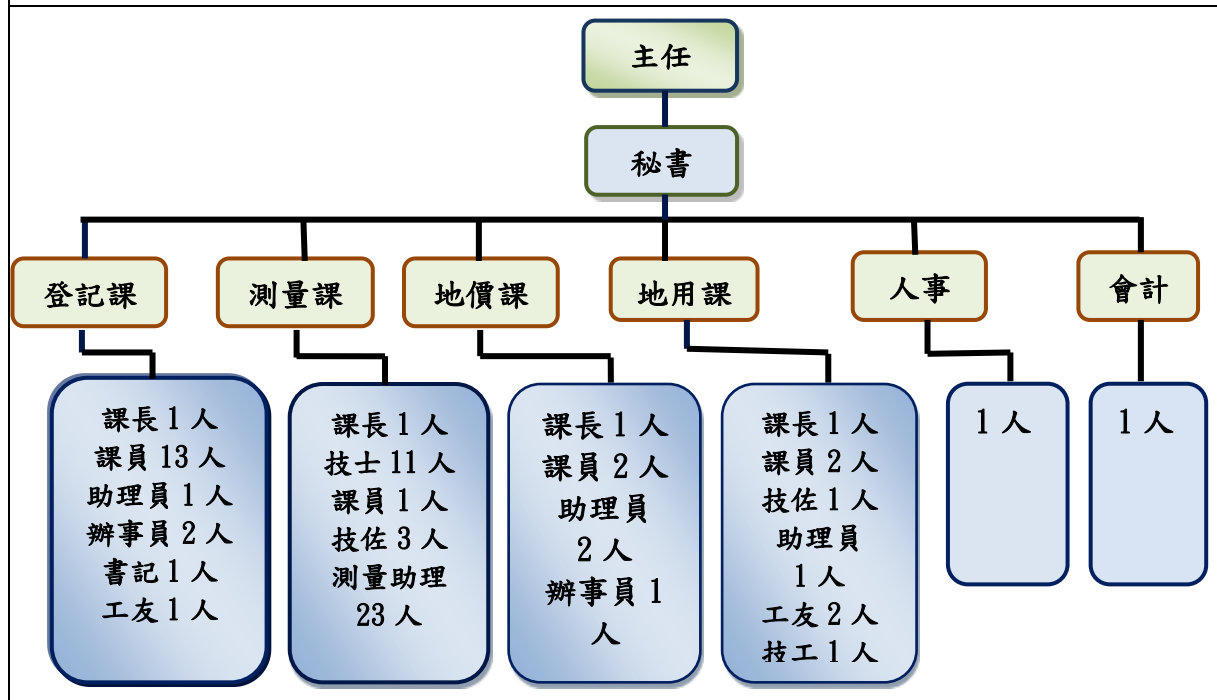 主任
秘書
登記課
測量課
地價課
地用課
人事
會計
課長 1 人
課員 13 人
助理員 1 人
辦事員 2 人
書記 1 人
工友 1 人
課長 1 人
技士 11 人
課員 1 人
技佐 3 人
測量助理
23 人
課長 1 人
課員 2 人
助理員
2 人
辦事員 1
人
課長 1 人
課員 2 人
技佐 1 人
助理員
1 人
工友 2 人
技工 1 人
1 人
1 人